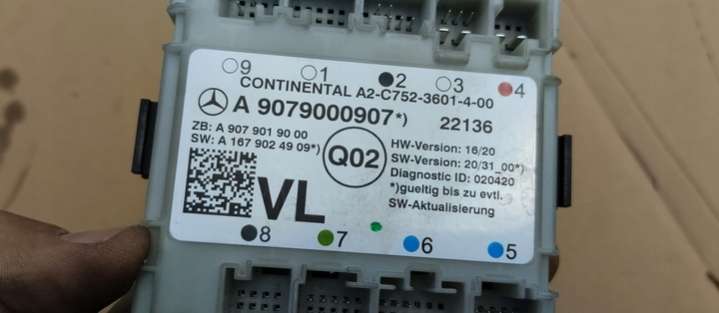 9 1 2 3 4
CONTINENTAL A2-C752-3601-4-00
A 9079000907*) 22136
ZB: A 907 901 90 00
SW: A 167 902 49 09*)
Q02
HW-Version: 16/20
SW-Version: 20/31_00*)
Diagnostic ID: 020420
*)gueltig bis zu evtl.
SW-Aktualisierung
VL
8 7 6 5